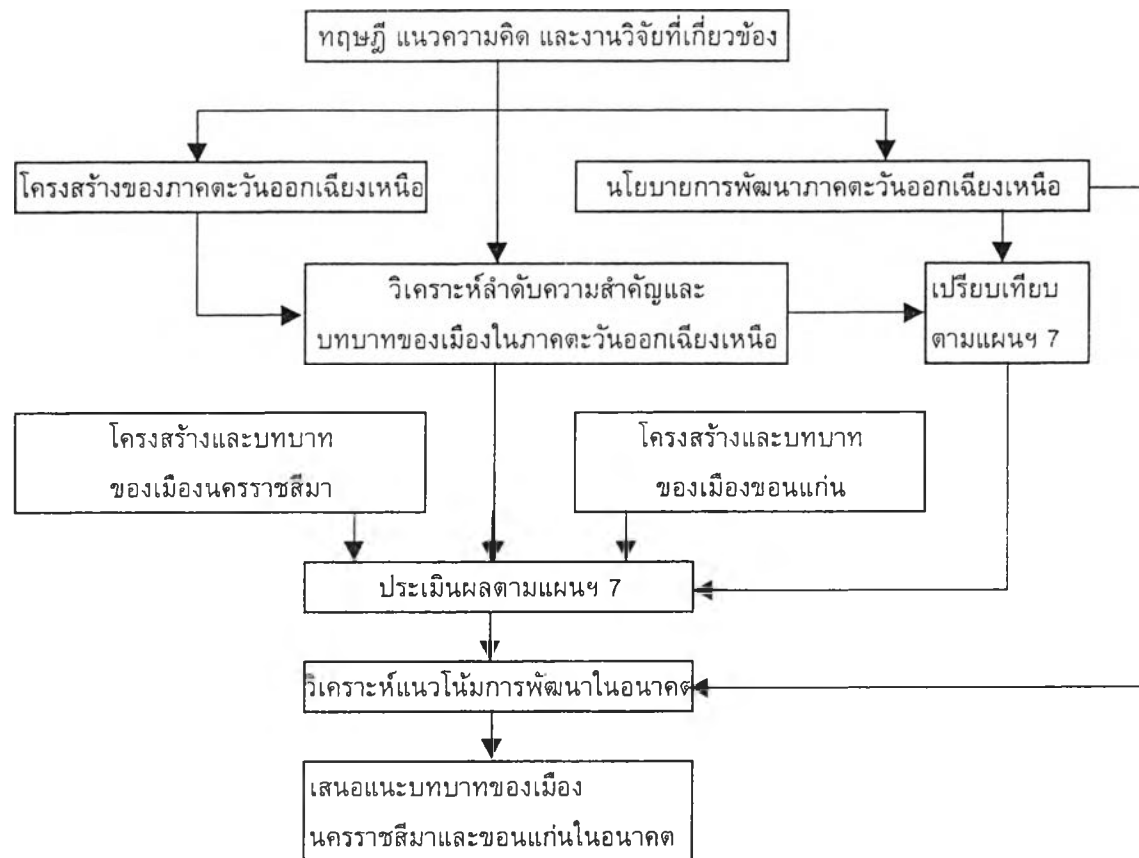 ทฤษฎี แนวความคิด และงานวิจัยที่เกี่ยวข้อง
โครงสร้างของภาคตะวันออกเฉียงเหนือ
นโยบายการพัฒนาภาคตะวันออกเฉียงเหนือ
วิเคราะห์ลำดับความสำคัญและ
บทบาทของเมืองในภาคตะวันออกเฉียงเหนือ
เปรียบเทียบ
ตามแผนฯ 7
โครงสร้างและบทบาท
ของเมืองนครราชสีมา
โครงสร้างและบทบาท
ของเมืองขอนแก่น
ประเมินผลตามแผนฯ 7
วิเคราะห์แนวโน้มการพัฒนาในอนาคต
เสนอแนะบทบาทของเมือง
นครราชสีมาและขอนแก่นในอนาคต